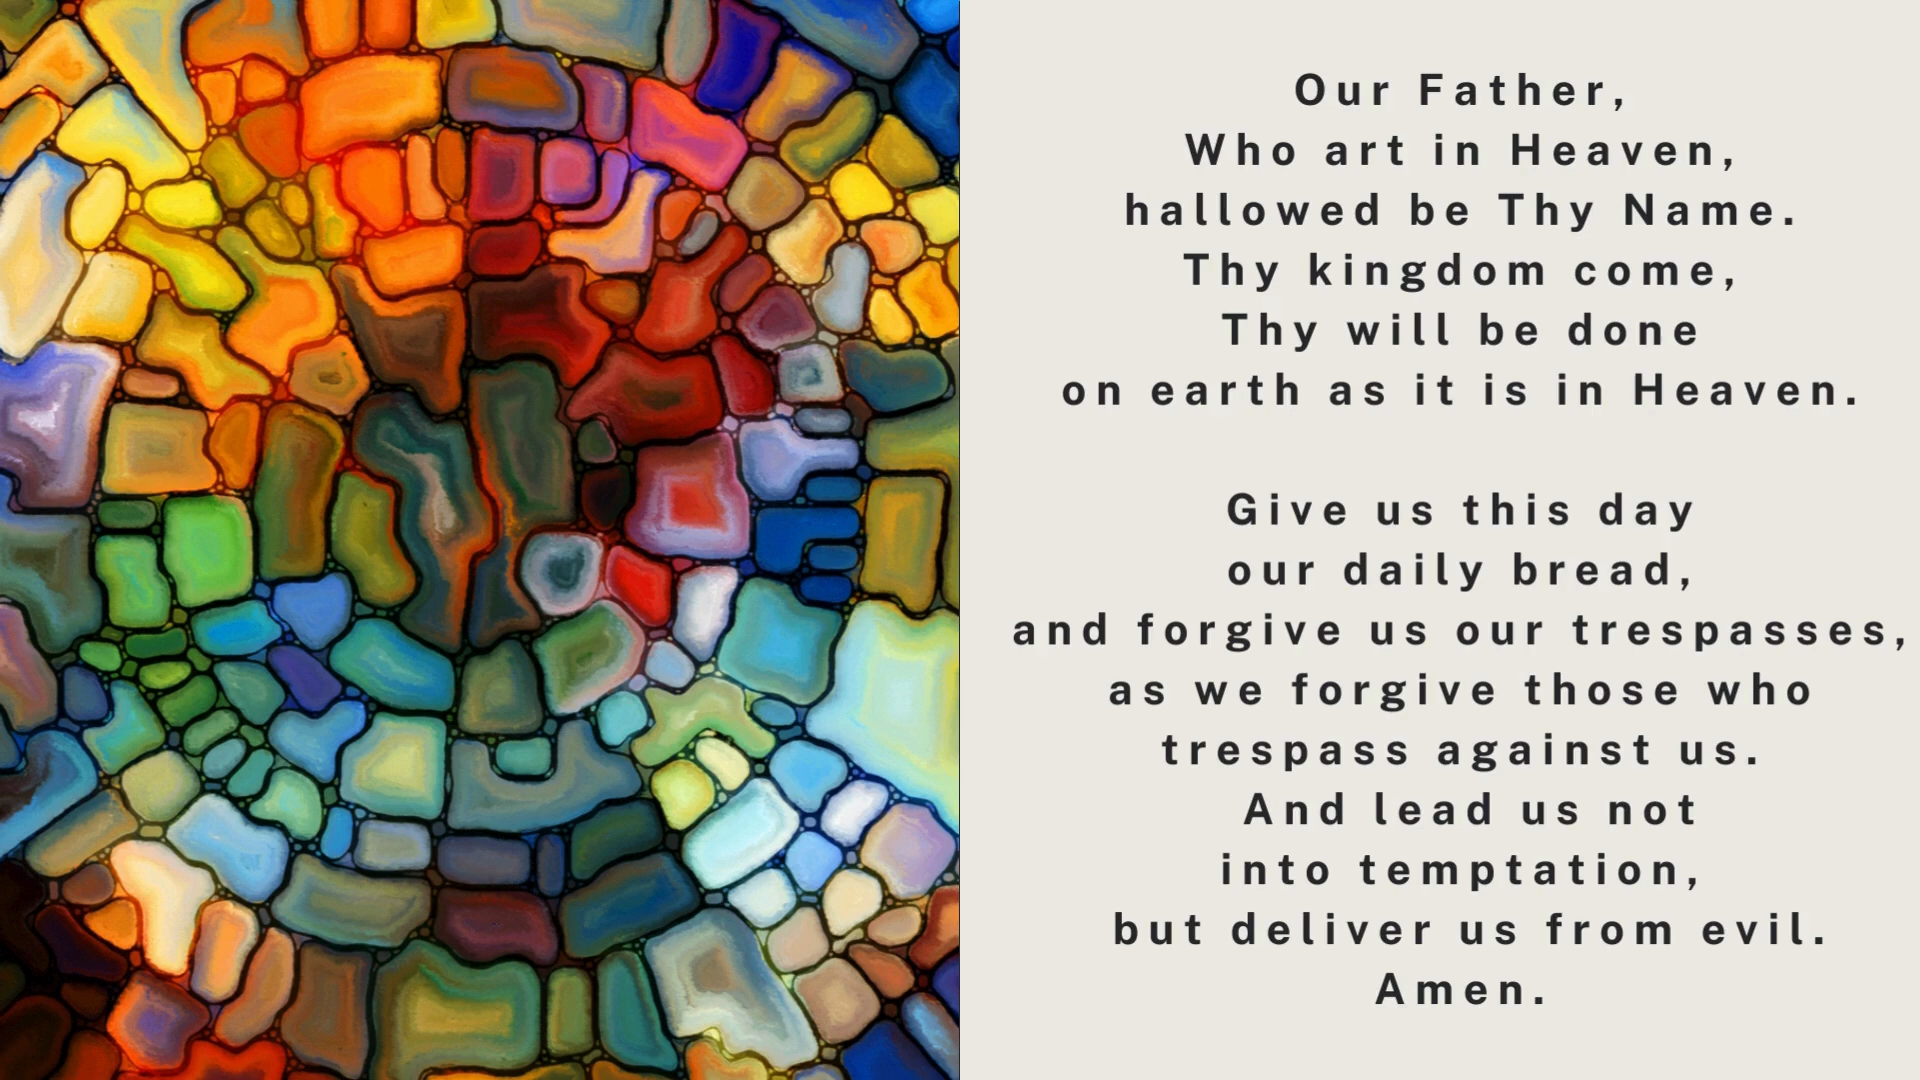 Our Father,
Who art in Heaven,
hallowed be Thy Name.
Thy kingdom come,
Thy will be done
on earth as it is in Heaven.
Give us this day
our daily bread,
and forgive us our trespasses,
as we forgive those who
trespass against us.
And lead us not
into temptation,
but deliver us from evil.
Amen.